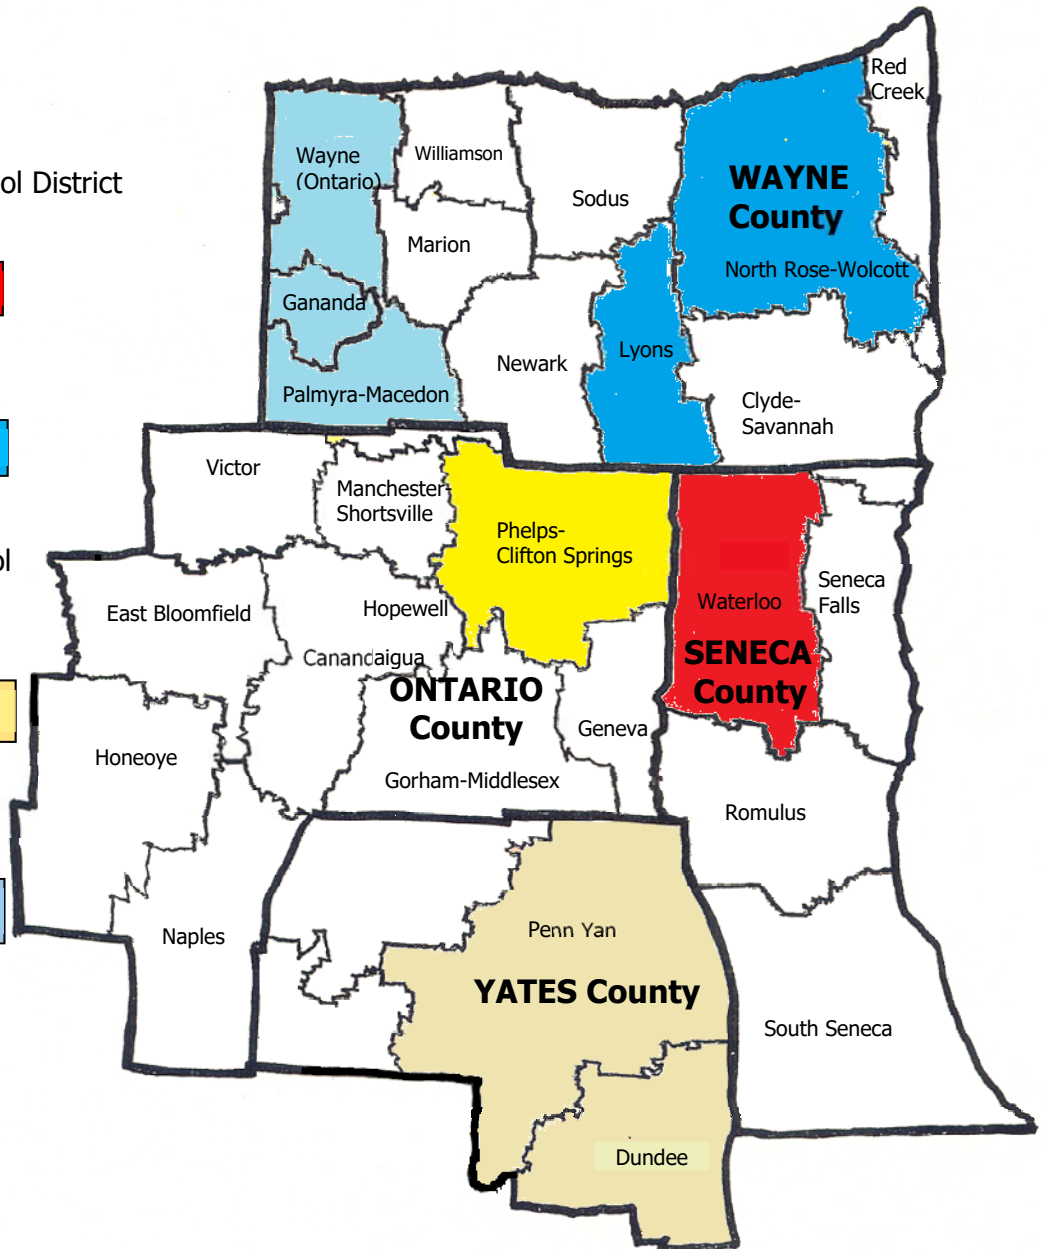 Red
Creek
Wayne
(Ontario)
Williamson
ol District
WAYNE
County
Sodus
Marion
North Rose-Wolcott
Gananda
Newark
Lyons
Palmyra-Macedon
Clyde-
Savannah
Victor
Manchester-
Shortsville
Phelps-
Clifton Springs
ol
Seneca
Falls
Waterloo
East Bloomfield
Hopewell
Canandaigua
SENECA
County
ONTARIO
County
Geneva
Honeoye
Gorham-Middlesex
Romulus
Naples
Penn Yan
YATES County
South Seneca
Dundee